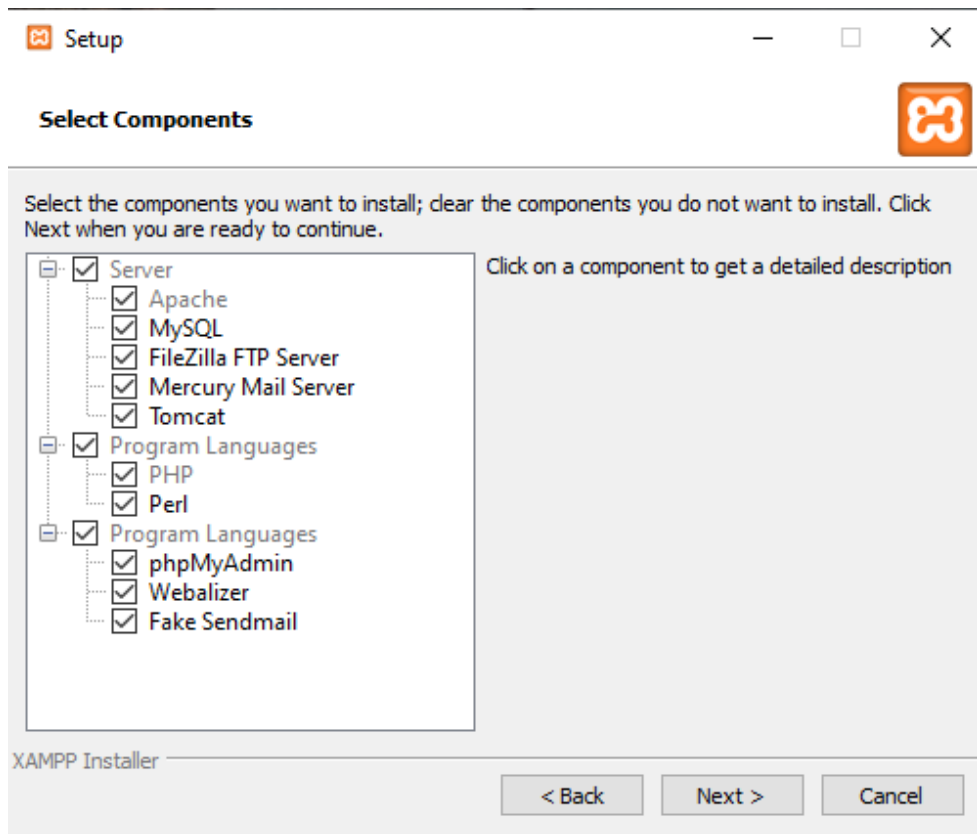 Setup
Select Components
Select the components you want to install; clear the components you do not want to install. Click
Next when you are ready to continue.
Server
Apache
MySQL
FileZilla FTP Server
Mercury Mail Server
Tomcat
Program Languages
PHP
Perl
Program Languages
phpMyAdmin
Webalizer
Fake Sendmail
Click on a component to get a detailed description
XAMPP Installer
< Back
Next >
Cancel